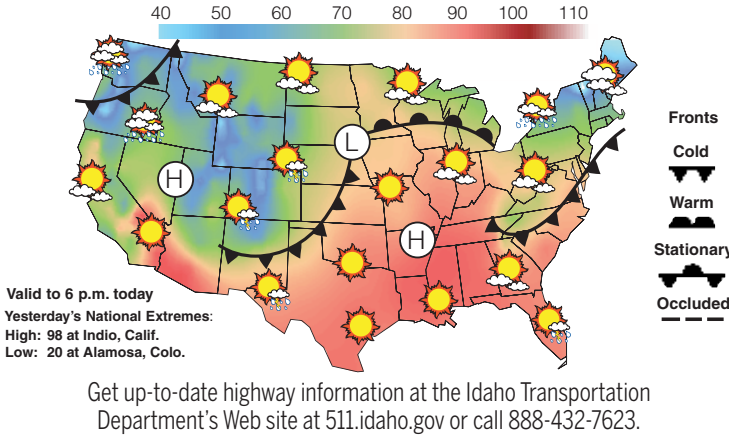 40 50 60 70 80 90 100 110
L
H
H
Fronts
Cold
Warm
Stationary
Occluded
Valid to 6 p.m. today
Yesterday's National Extremes:
High: 98 at Indio, Calif.
Low: 20 at Alamosa, Colo.
Get up-to-date highway information at the Idaho Transportation
Department's Web site at 511.idaho.gov or call 888-432-7623.